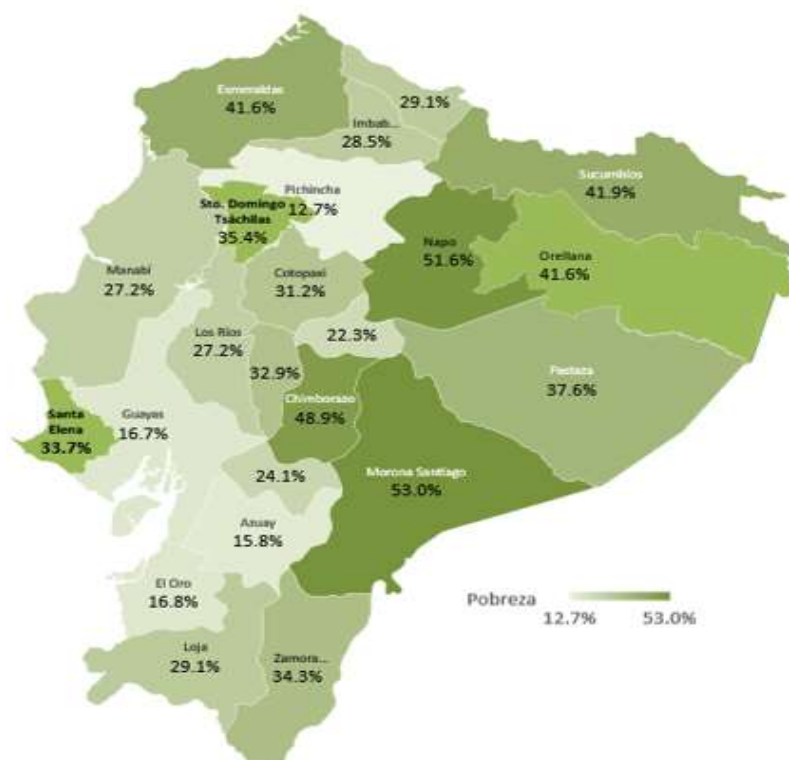 Esmeraldas
41.6%
29.1%
Imbab...
28.5%
Sucumbios
41.9%
Pichincha
12.7%
Sto. Domingo
Tsáchilas
35.4%
Napo
51.6%
Orellana
41.6%
Manabí
27.2%
Cotopaxi
31.2%
22.3%
Los Ríos
27.2%
32.9%
Pastaza
37.6%
Chimborazo
48.9%
Santa
Elena
33.7%
Guayas
16.7%
24.1%
Morona Santiago
53.0%
Azuay
15.8%
El Oro
16.8%
Pobreza
12.7%
53.0%
Loja
29.1%
Zamora...
34.3%